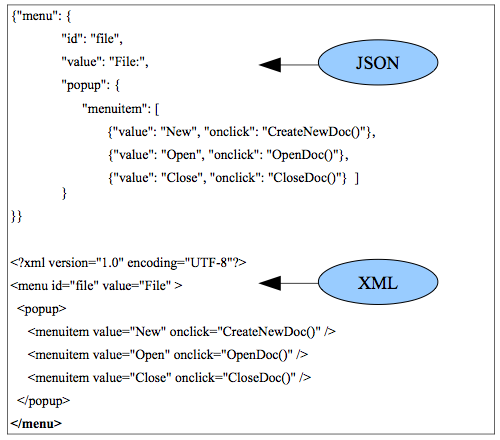 {"menu": {
"id": "file",
"value": "File:",
"popup": {
"menuitem": [
{"value": "New", "onclick": "CreateNewDoc()"},
{"value": "Open", "onclick": "OpenDoc()"},
{"value": "Close", "onclick": "CloseDoc()"} ]
}
}}
JSON
<?xml version="1.0" encoding="UTF-8"?>
<menu id="file" value="File" >
<popup>
<menuitem value="New" onclick="CreateNewDoc()" />
<menuitem value="Open" onclick="OpenDoc()" />
<menuitem value="Close" onclick="CloseDoc()" />
</popup>
</menu>
XML